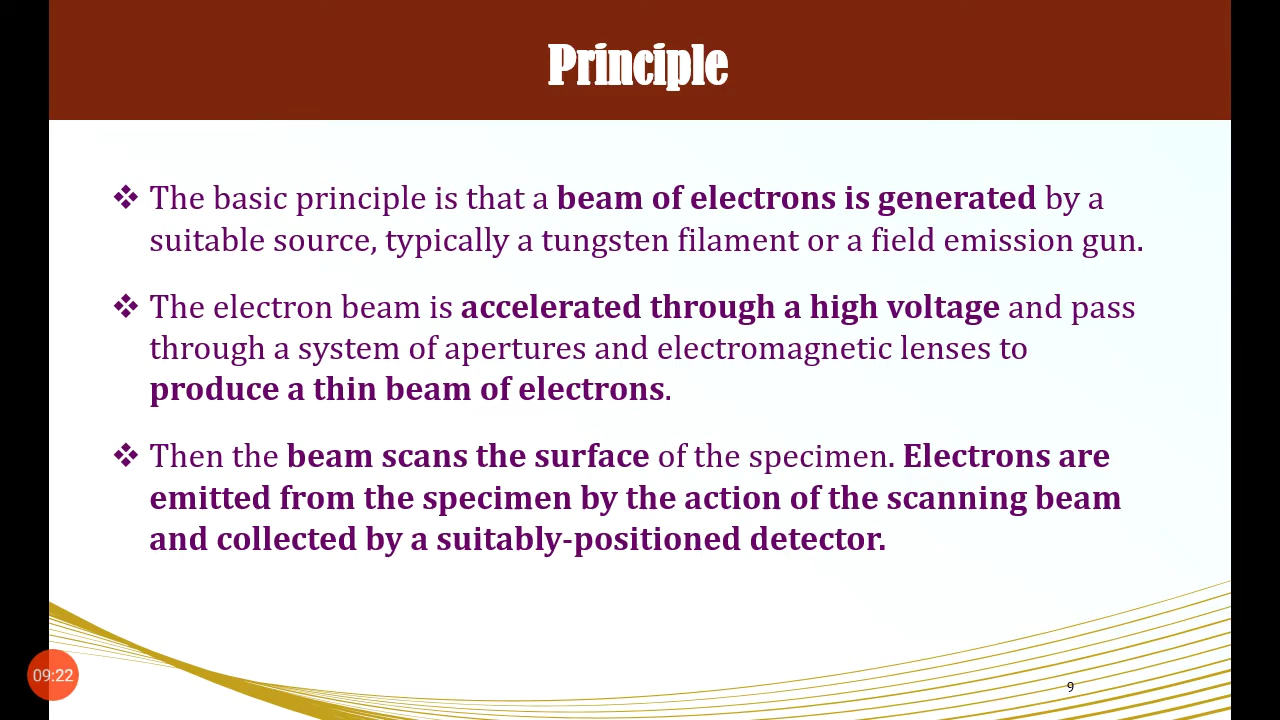 Principle
❖ The basic principle is that a beam of electrons is generated by a
suitable source, typically a tungsten filament or a field emission gun.
❖ The electron beam is accelerated through a high voltage and pass
through a system of apertures and electromagnetic lenses to
produce a thin beam of electrons.
❖ Then the beam scans the surface of the specimen. Electrons are
emitted from the specimen by the action of the scanning beam
and collected by a suitably-positioned detector.
09:22
9